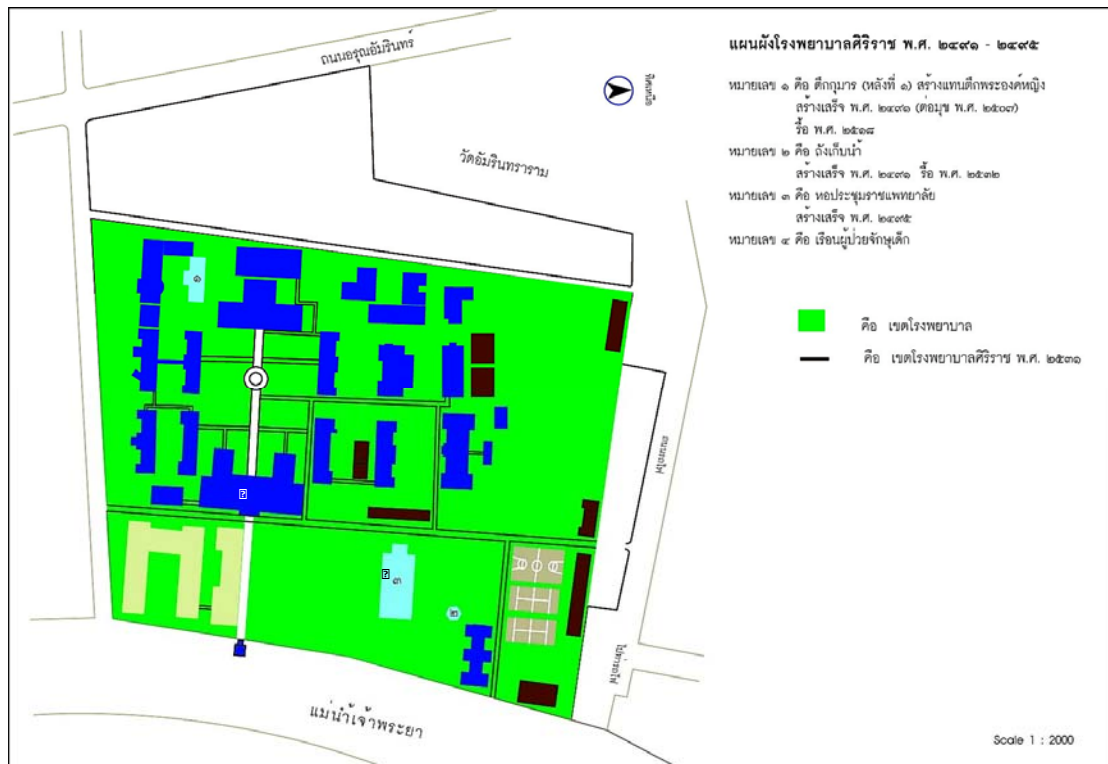 แผนผังโรงพยาบาลศิริราช พ.ศ. ๒๔๙๑ - ๒๔๙๕
หมายเลข ๑ คือ ตึกกุมาร (หลังที่ ๑) สร้างแทนตึกพระองค์หญิง
สร้างเสร็จ พ.ศ. ๒๔๙๑ (ต่อมุข พ.ศ. ๒๕๐๗)
รื้อ พ.ศ. ๒๕๑๘
หมายเลข ๒ คือ ถังเก็บน้ำ
สร้างเสร็จ พ.ศ. ๒๔๙๑ รื้อ พ.ศ. ๒๕๓๒
หมายเลข ๓ คือ หอประชุมราชแพทยาลัย
สร้างเสร็จ พ.ศ. ๒๔๙๕
หมายเลข ๔ คือ เรือนผู้ป่วยจักษุเด็ก
คือ เขตโรงพยาบาล
คือ เขตโรงพยาบาลศิริราช พ.ศ. ๒๕๓๑
ถนนอรุณอัมรินทร์
ทิศเหนือ
วัดอัมรินทราราม
๑
ถนนรถไฟ
๓
๒
แม่น้ำเจ้าพระยา
Scale 1 : 2000